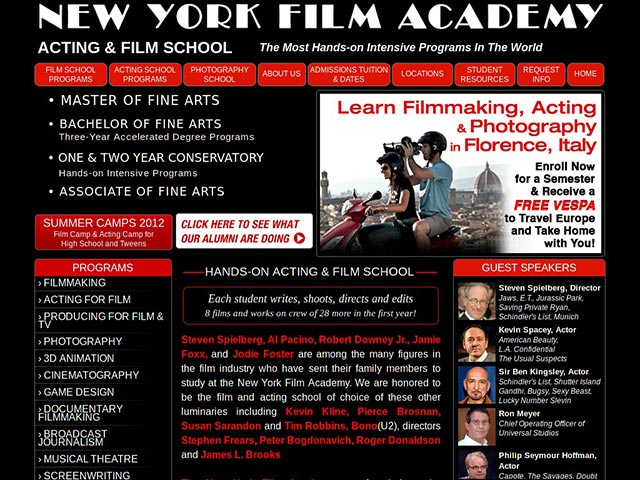 NEW YORK FILM ACADEMY
ACTING & FILM SCHOOL
The Most Hands-on Intensive Programs In The World
FILM SCHOOL PROGRAMS
ACTING SCHOOL PROGRAMS
PHOTOGRAPHY SCHOOL
ABOUT US
ADMISSIONS TUITION & DATES
LOCATIONS
STUDENT RESOURCES
REQUEST INFO
HOME
• MASTER OF FINE ARTS
• BACHELOR OF FINE ARTS
Three-Year Accelerated Degree Programs
• ONE & TWO YEAR CONSERVATORY
Hands-on Intensive Programs
• ASSOCIATE OF FINE ARTS
Learn Filmmaking, Acting
& Photography
in Florence, Italy
Enroll Now
for a Semester
& Receive a
FREE VESPA
to Travel Europe
and Take Home
with You!
SUMMER CAMPS 2012
Film Camp & Acting Camp for
High School and Tweens
CLICK HERE TO SEE WHAT
OUR ALUMNI ARE DOING
PROGRAMS
› FILMMAKING
› ACTING FOR FILM
› PRODUCING FOR FILM &
TV
› PHOTOGRAPHY
› 3D ANIMATION
› CINEMATOGRAPHY
› GAME DESIGN
› DOCUMENTARY
FILMMAKING
› BROADCAST
JOURNALISM
› MUSICAL THEATRE
› SCREENWRITING
HANDS-ON ACTING & FILM SCHOOL
Each student writes, shoots, directs and edits
8 films and works on crew of 28 more in the first year!
Steven Spielberg, Al Pacino, Robert Downey Jr., Jamie
Foxx, and Jodie Foster are among the many figures in
the film industry who have sent their family members to
study at the New York Film Academy. We are honored to
be the film and acting school of choice of these other
luminaries including Kevin Kline, Pierce Brosnan,
Susan Sarandon and Tim Robbins, Bono(U2), directors
Stephen Frears, Peter Bogdonavich, Roger Donaldson
and James L. Brooks
GUEST SPEAKERS
Steven Spielberg, Director
Jaws, E.T., Jurassic Park,
Saving Private Ryan,
Schindler's List, Munich
Kevin Spacey, Actor
American Beauty,
L.A. Confidential
The Usual Suspects
Sir Ben Kingsley, Actor
Schindler's List, Shutter Island
Gandhi, Bugsy, Sexy Beast,
Lucky Number Slevin
Ron Meyer
Chief Operating Officer of
Universal Studios
Philip Seymour Hoffman,
Actor
Capote, The Savages, Doubt